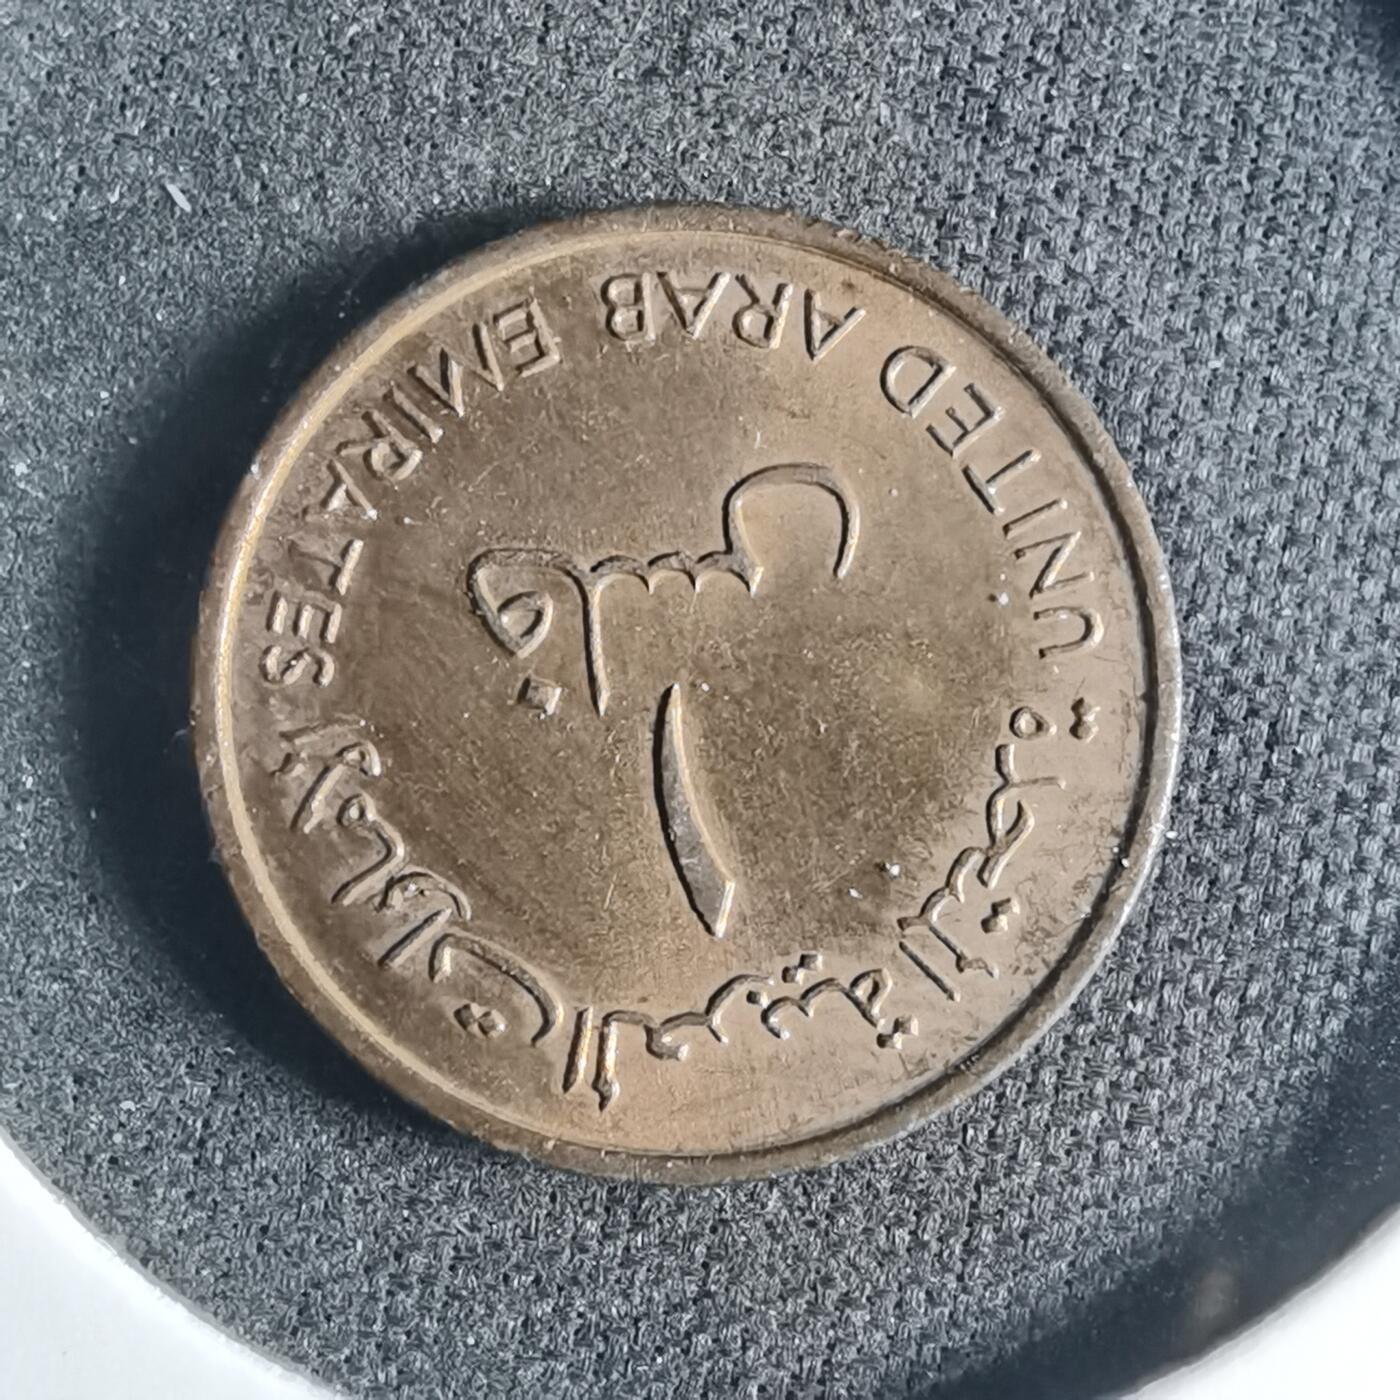 الإمارات العربية المتحدة
١
فلس
UNITED ARAB EMIRATES